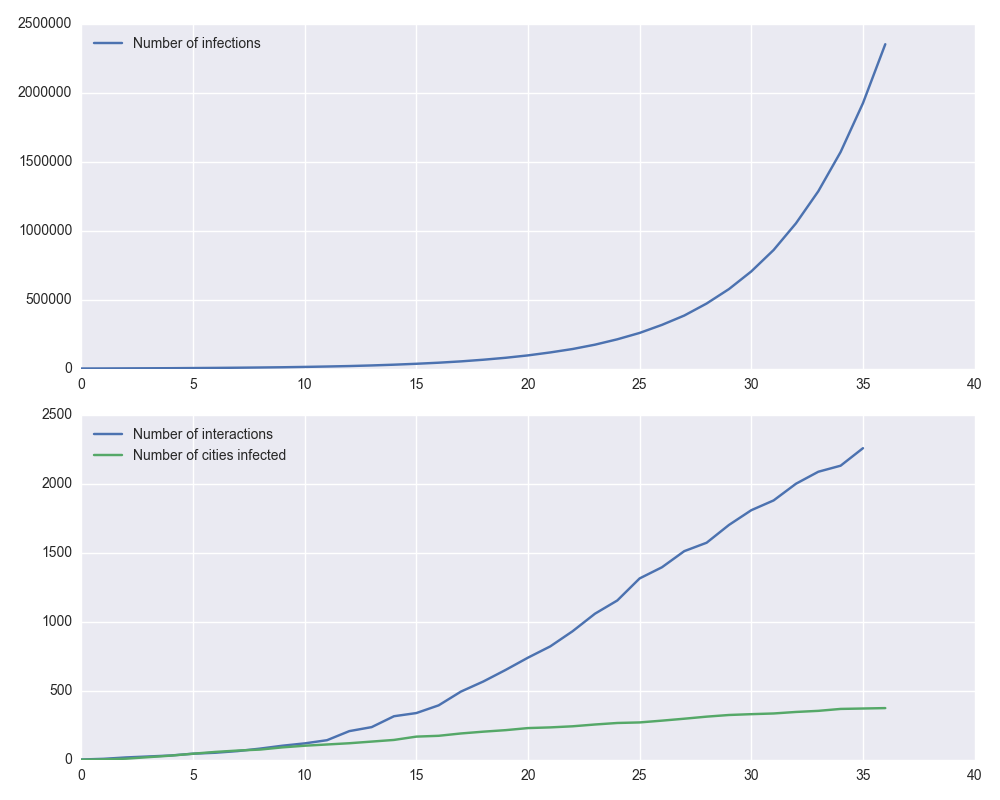 2500000
Number of infections
2000000
1500000
1000000
500000
0
0 5 10 15 20 25 30 35 40
2500
Number of interactions
Number of cities infected
2000
1500
1000
500
0
0 5 10 15 20 25 30 35 40